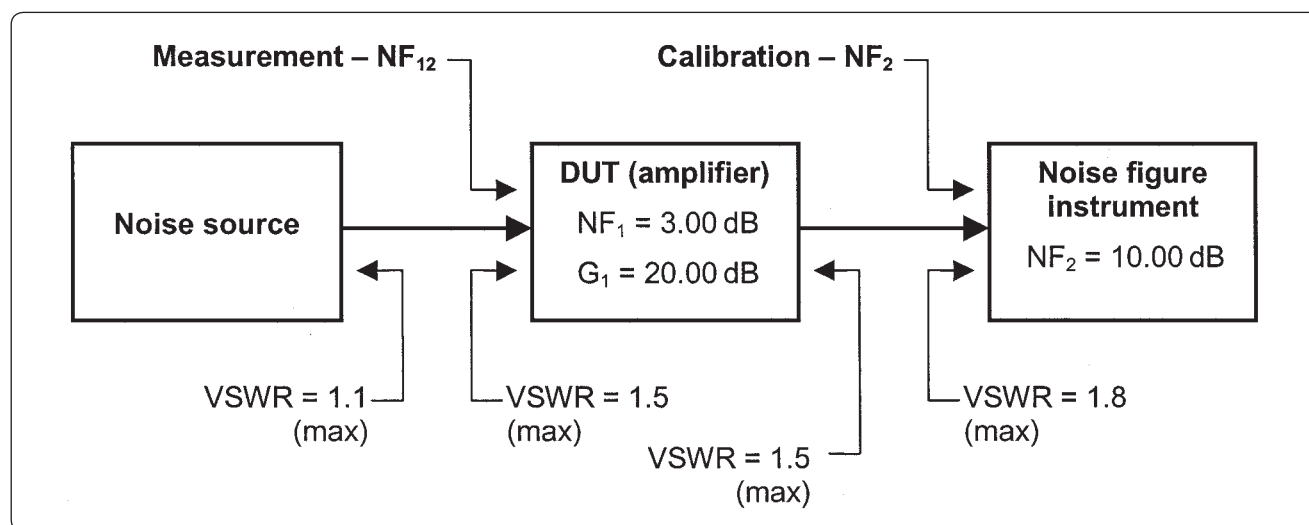 Measurement – NF₁₂
Calibration – NF₂
Noise source
DUT (amplifier)
NF₁ = 3.00 dB
G₁ = 20.00 dB
Noise figure
instrument
NF₂ = 10.00 dB
VSWR = 1.1
(max)
VSWR = 1.5
(max)
VSWR = 1.5
(max)
VSWR = 1.8
(max)